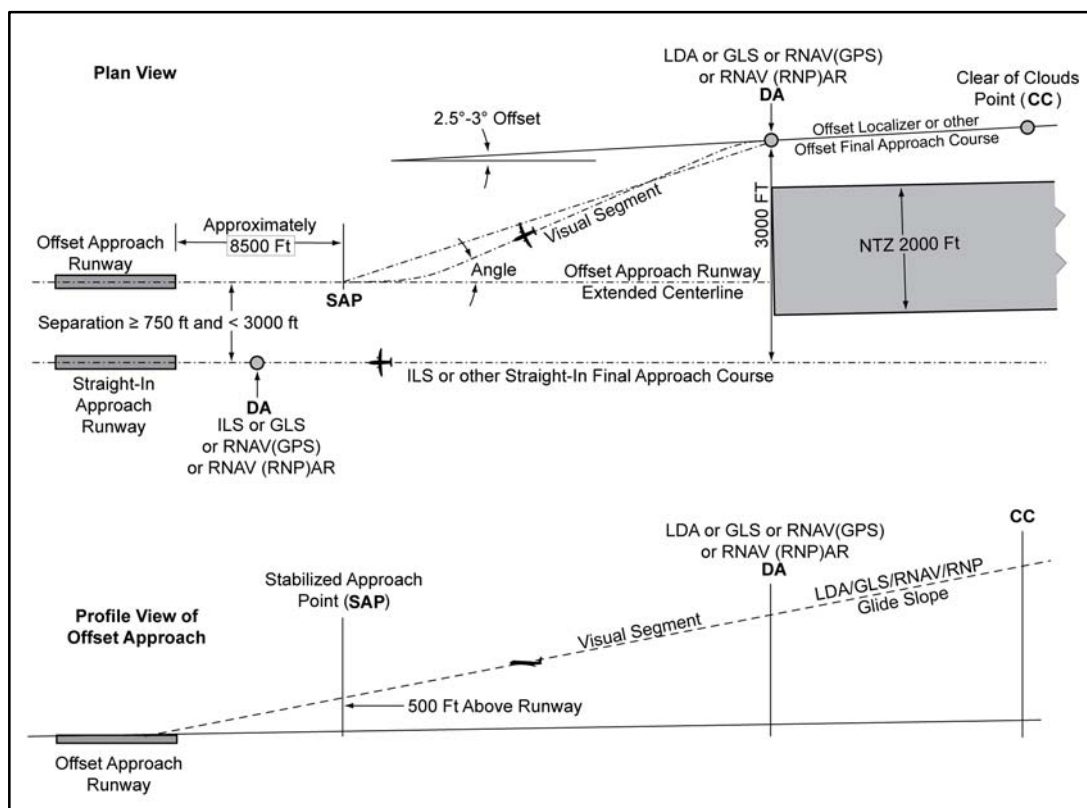 Plan View
LDA or GLS or RNAV(GPS)
or RNAV (RNP)AR
DA
Clear of Clouds
Point (CC)
2.5°-3° Offset
Offset Localizer or other
Offset Final Approach Course
3000 FT
NTZ 2000 Ft
Visual Segment
Approximately
8500 Ft
Offset Approach
Runway
Angle
SAP
Offset Approach Runway
Extended Centerline
Separation ≥ 750 ft and < 3000 ft
Straight-In
Approach
Runway
ILS or other Straight-In Final Approach Course
DA
ILS or GLS
or RNAV(GPS)
or RNAV (RNP)AR
Profile View of
Offset Approach
Stabilized Approach
Point (SAP)
LDA or GLS or RNAV(GPS)
or RNAV (RNP)AR
DA
CC
LDA/GLS/RNAV/RNP
Glide Slope
Visual Segment
500 Ft Above Runway
Offset Approach
Runway